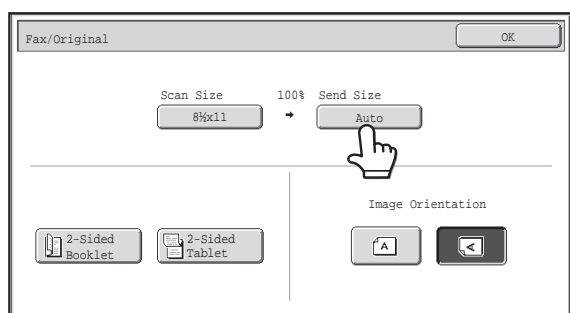 Fax/Original
OK
Scan Size 100% Send Size
8½x11 → Auto
Image Orientation
2-Sided
Booklet
2-Sided
Tablet
A
A